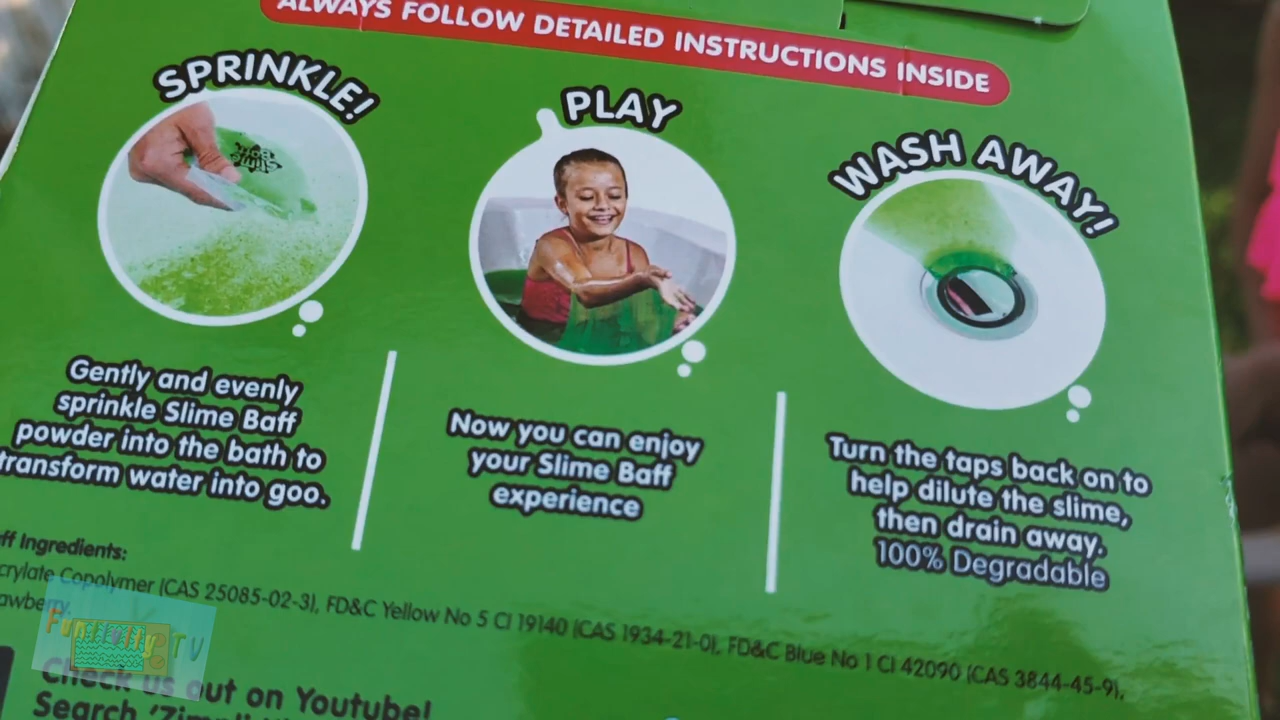 ALWAYS FOLLOW DETAILED INSTRUCTIONS INSIDE
SPRINKLE!
PLAY
WASH AWAY!
Gently and evenly
sprinkle Slime Baff
powder into the bath to
transform water into goo.
Now you can enjoy
your Slime Baff
experience
Turn the taps back on to
help dilute the slime,
then drain away.
100% Degradable
ff Ingredients:
crylate Copolymer (CAS 25085-02-3), FD&C Yellow No 5 CI 19140 (CAS 1934-21-0), FD&C Blue No 1 CI 42090 (CAS 3844-45-9),
awberry.
TV
Check us out on Youtube!
Search